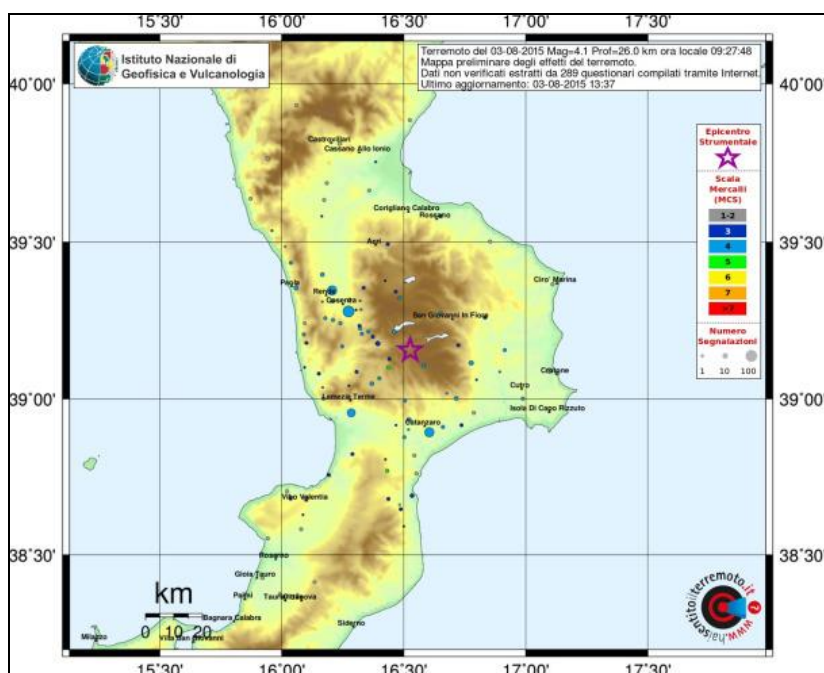 15°30' 16°00' 16°30' 17°00' 17°30'
Istituto Nazionale di
Geofisica e Vulcanologia
Terremoto del 03-08-2015 Mag=4.1 Prof=26.0 km ora locale 09:27:48
Mappa preliminare degli effetti del terremoto.
Dati non verificati estratti da 289 questionari compilati tramite Internet.
Ultimo aggiornamento: 03-08-2015 13:37
40°00' 40°00'
Epicentro
Strumentale
Scala
Mercalli
(MCS)
1-2
3
4
5
6
7
>7
Numero
Segnalazioni
1 10 100
Castrovillari
Cassano Allo Ionio
Corigliano Calabro
Rossano
39°30' 39°30'
Acri
Paola
Rende
Cosenza
Ciro' Marina
San Giovanni In Fiore
Crotone
39°00' 39°00'
Cutro
Lamezia Terme
Isola Di Capo Rizzuto
Catanzaro
Vibo Valentia
38°30' 38°30'
Rosarno
Gioia Tauro
Palmi
Taurianova
Bagnara Calabra
Siderno
Milazzo
Villa San Giovanni
km
0 10 20
www.haisentitoilterremoto.it
15°30' 16°00' 16°30' 17°00' 17°30'